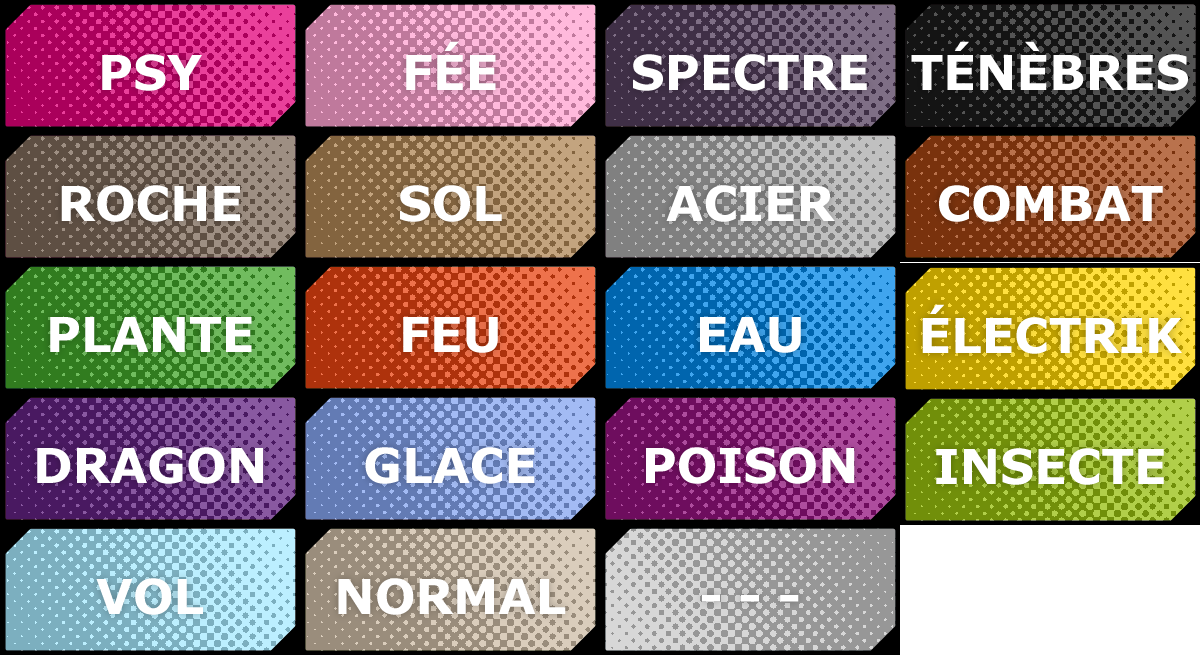 PSY
FÉE
SPECTRE
TÉNÈBRES
ROCHE
SOL
ACIER
COMBAT
PLANTE
FEU
EAU
ÉLECTRIK
DRAGON
GLACE
POISON
INSECTE
VOL
NORMAL
- - -